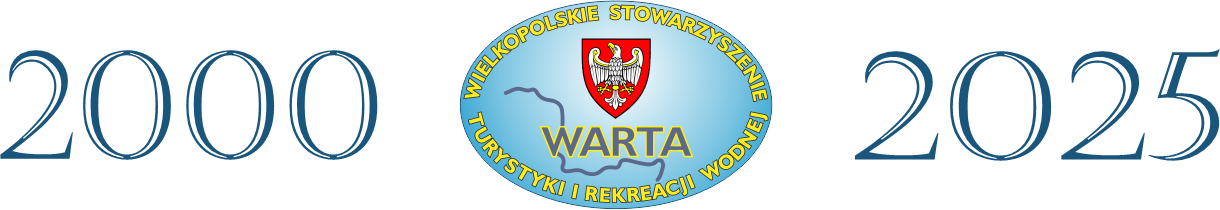 2000
WIELKOPOLSKIE STOWARZYSZENIE
WARTA
TURYSTYKI I REKREACJI WODNEJ
2025